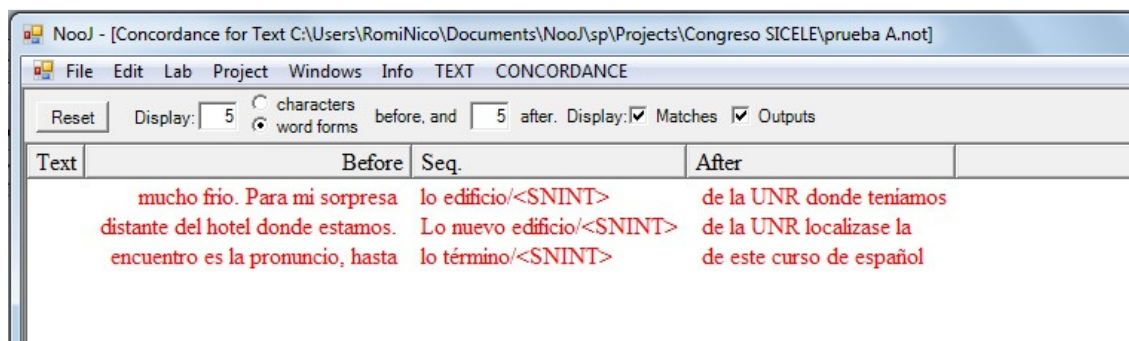 NooJ - [Concordance for Text C:\Users\RomiNico\Documents\NooJ\sp\Projects\Congreso SICELE\prueba A.not]
File Edit Lab Project Windows Info TEXT CONCORDANCE
Reset Display: 5 characters word forms before, and 5 after. Display: Matches Outputs
Text Before Seq. After
mucho frio. Para mi sorpresa lo edificio/<SNINT> de la UNR donde teníamos
distante del hotel donde estamos. Lo nuevo edificio/<SNINT> de la UNR localizase la
encuentro es la pronuncio, hasta lo término/<SNINT> de este curso de español